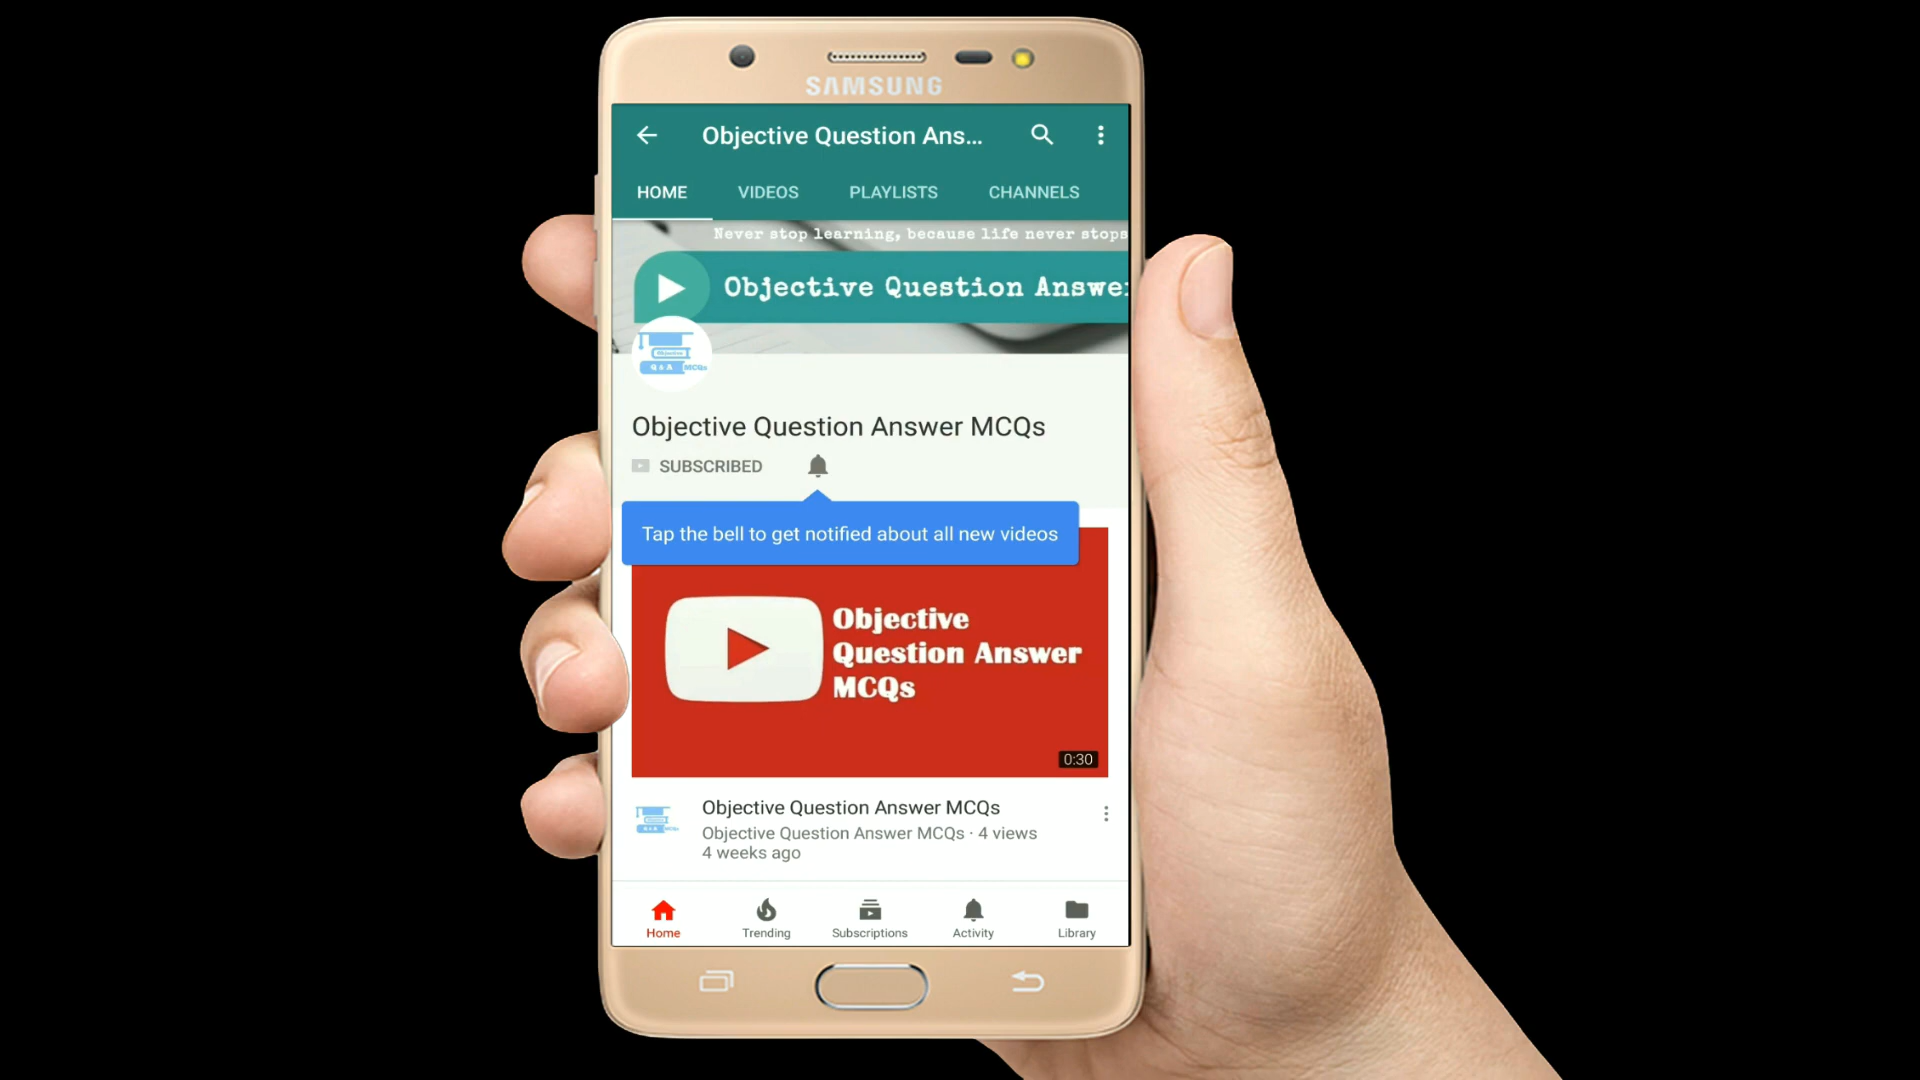 SAMSUNG
Objective Question Ans...
HOME VIDEOS PLAYLISTS CHANNELS
Never stop learning, because life never stops
Objective Question Answe
Objective
Q & A MCQs
Objective Question Answer MCQs
SUBSCRIBED
Tap the bell to get notified about all new videos
Objective
Question Answer
MCQs
0:30
Objective Question Answer MCQs
Objective Question Answer MCQs · 4 views
4 weeks ago
Home Trending Subscriptions Activity Library